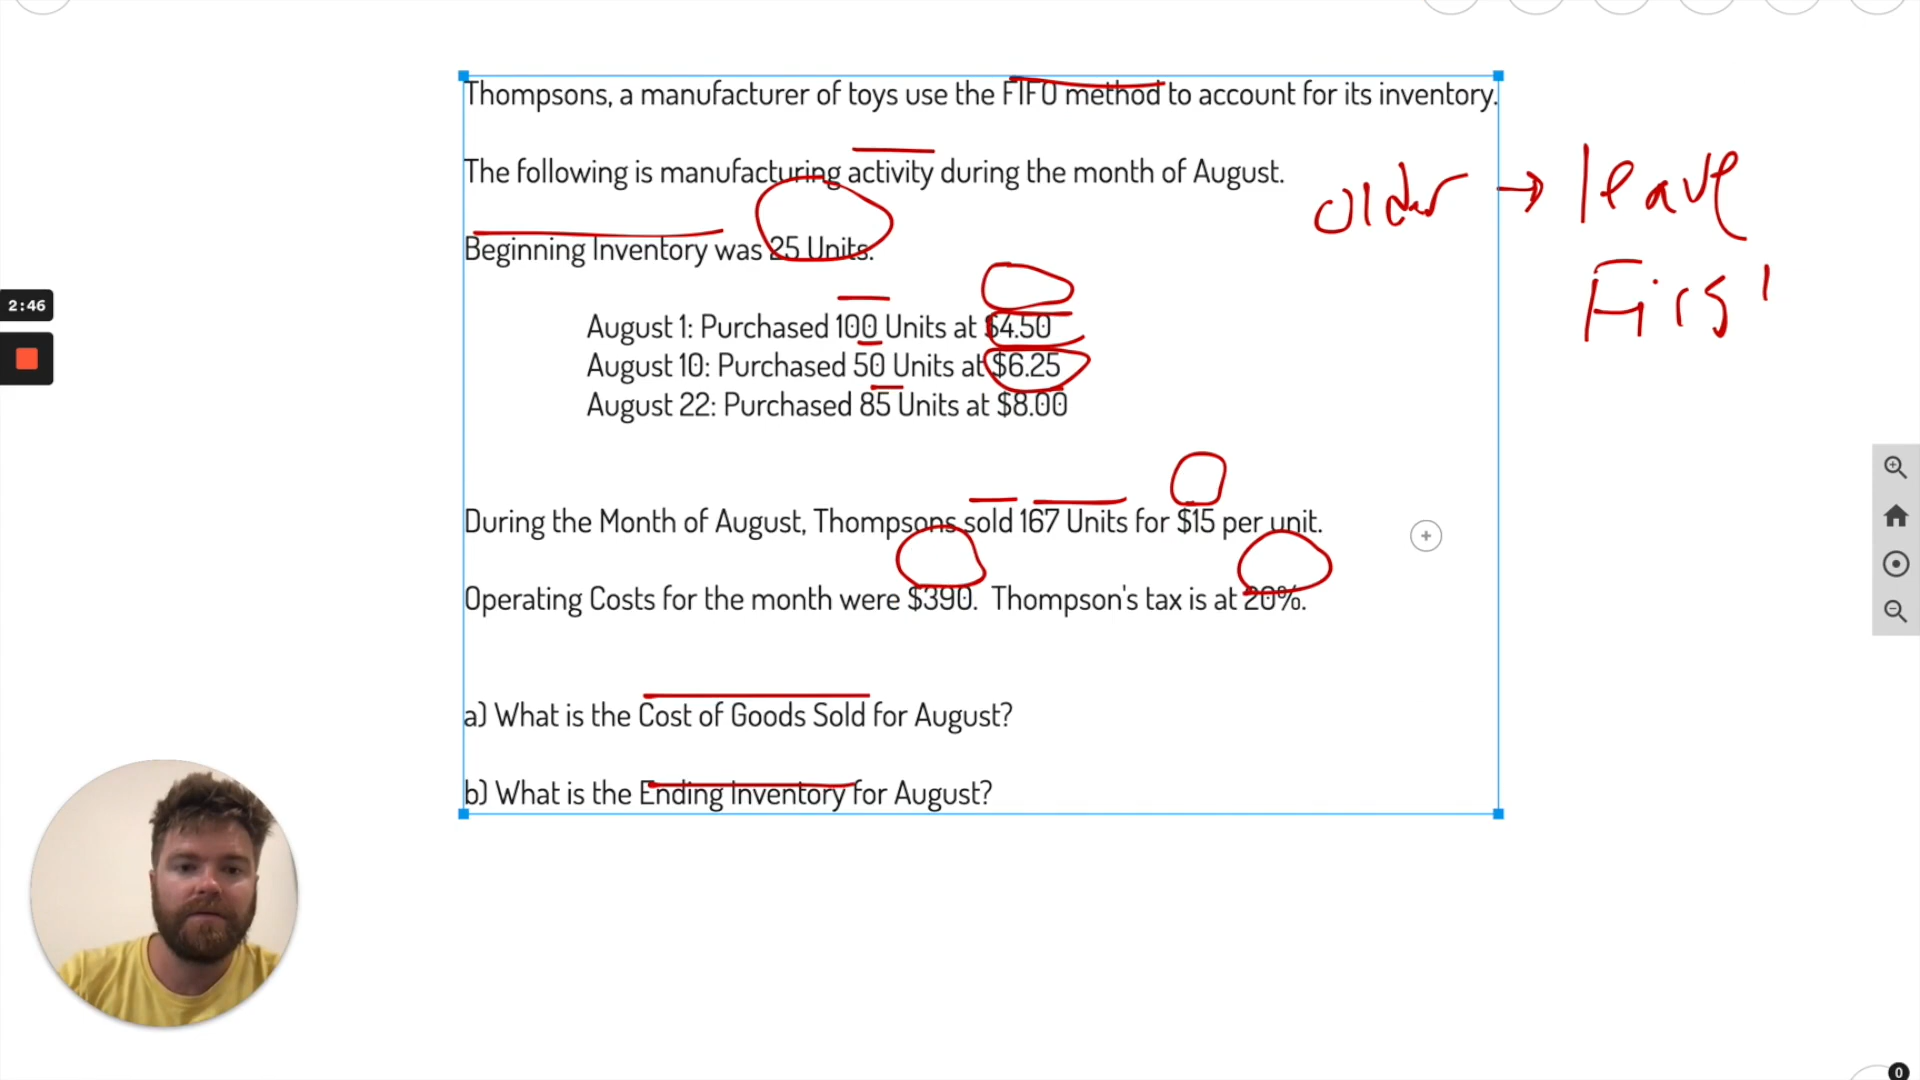 Thompsons, a manufacturer of toys use the FIFO method to account for its inventory.
The following is manufacturing activity during the month of August.
older → leave
First
Beginning Inventory was 25 Units.
2:46
August 1: Purchased 100 Units at $4.50
August 10: Purchased 50 Units at $6.25
August 22: Purchased 85 Units at $8.00
During the Month of August, Thompsons sold 167 Units for $15 per unit.
Operating Costs for the month were $390. Thompson's tax is at 20%.
a) What is the Cost of Goods Sold for August?
b) What is the Ending Inventory for August?
0